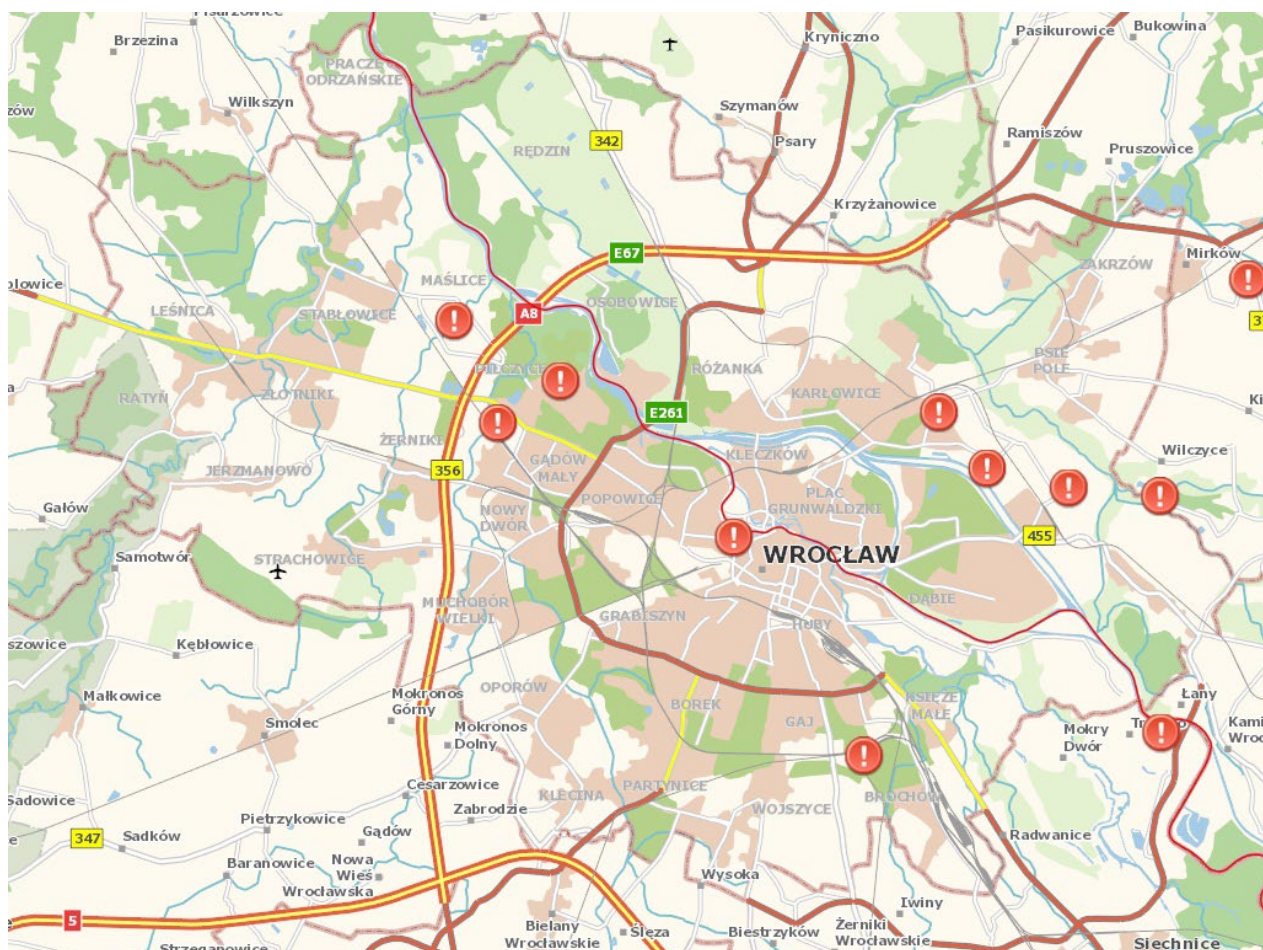 Brzezina
Wilkszyn
PRACZE
ODRZAŃSKIE
Kryniczno
Pasikurowice
Bukowina
Szymanów
Psary
Ramiszów
Pruszowice
RĘDZIN
342
Krzyżanowice
E67
Mirków
ZAKRZÓW
MAŚLICE
OSOBOWICE
A8
LEŚNICA
STABŁOWICE
PSIE
POLE
RÓŻANKA
KARŁOWICE
PILCZYCE
RATYŃ
ZŁOTNIKI
E261
ŻERNIKI
KLECZKÓW
Wilczyce
JERZMANOWO
356
GĄDÓW
MAŁY
POPOWICE
PLAC
GRUNWALDZKI
Gałów
NOWY
DWÓR
455
Samotwór
STRACHOWICE
WROCŁAW
MUCHOBÓR
WIELKI
GRABISZYN
DĄBIE
HUBY
Kębłowice
Małkowice
Smolec
Mokronos
Górny
OPORÓW
BOREK
GAJ
KSIĘŻE
MAŁE
Łany
Mokry
Dwór
Mokronos
Dolny
Cesarzowice
Zabrodzie
KLECINA
PARTYNICE
WOJSZYCE
BROCHÓW
Radwanice
347
Sadków
Pietrzykowice
Gądów
Baranowice
Nowa
Wieś
Wrocławska
Wysoka
Iwiny
5
Bielany
Wrocławskie
Ślęza
Biestrzyków
Żerniki
Wrocławskie
Siechnice